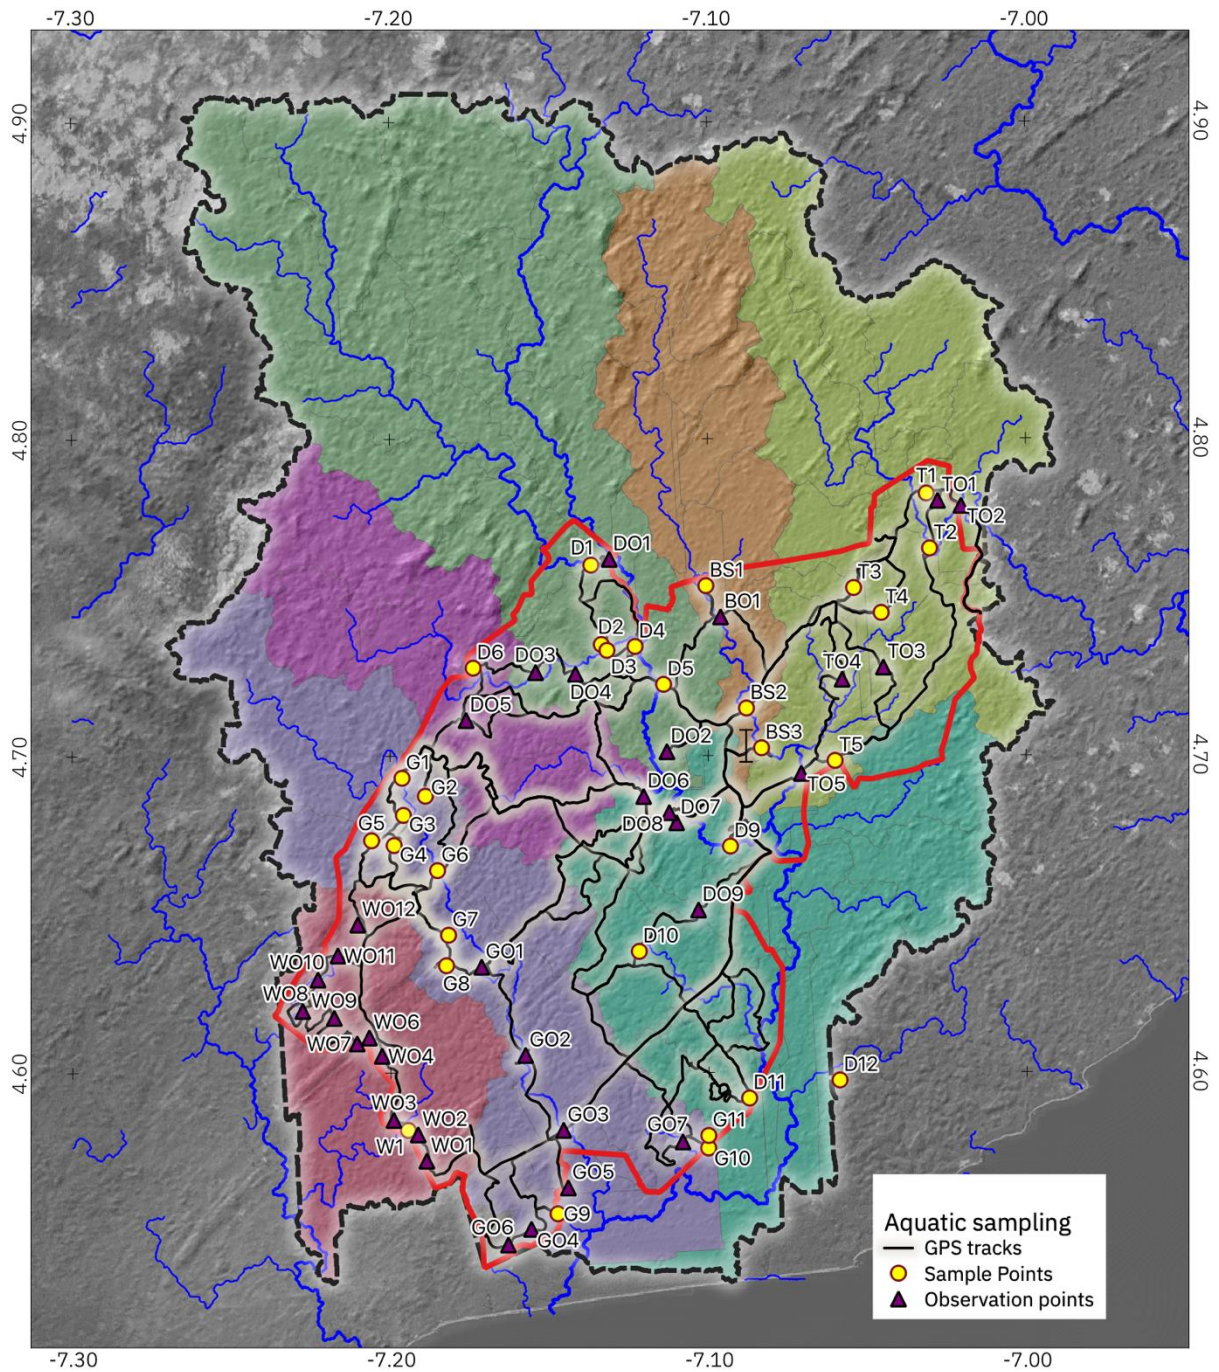 -7.30 -7.20 -7.10 -7.00
4.90 4.90
4.80 4.80
T1 TO1
TO2
T2
D1 DO1
BS1 T3
BO1 T4
D2 D4
D3
D6 DO3 D5 TO4 TO3
DO4
DO5 BS2
DO2 BS3 T5
4.70 4.70
G1
G2 DO6 TO5
DO7
G3 DO8
G5 G4 D9
G6
DO9
WO12 G7
D10
WO10 WO11 GO1
G8
WO8 WO9
WO6
WO7 WO4 GO2
4.60 4.60
D12
D11
WO3 WO2 GO3 G11
W1 WO1 GO7 G10
GO5
G9
GO6 GO4
Aquatic sampling
GPS tracks
Sample Points
Observation points
-7.30 -7.20 -7.10 -7.00